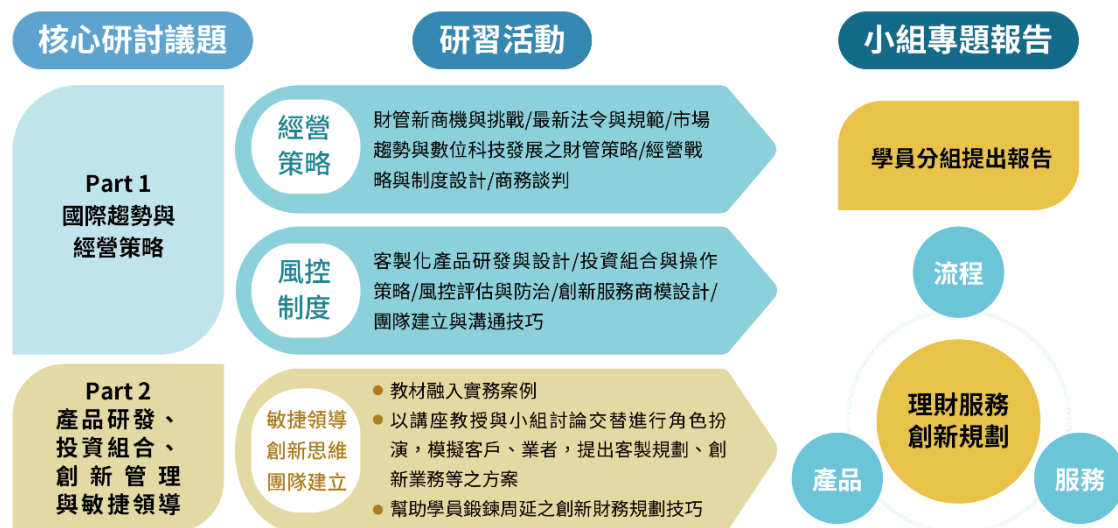 核心研討議題
研習活動
小組專題報告
Part 1
國際趨勢與
經營策略
經營
策略
財管新商機與挑戰/最新法令與規範/市場
趨勢與數位科技發展之財管策略/經營戰
略與制度設計/商務談判
風控
制度
客製化產品研發與設計/投資組合與操作
策略/風控評估與防治/創新服務商模設計/
團隊建立與溝通技巧
Part 2
產品研發、
投資組合、
創新管理
與敏捷領導
敏捷領導
創新思維
團隊建立
● 教材融入實務案例
● 以講座教授與小組討論交替進行角色扮
演，模擬客戶、業者，提出客製規劃、創
新業務等之方案
● 幫助學員鍛鍊周延之創新財務規劃技巧
學員分組提出報告
流程
理財服務
創新規劃
產品
服務